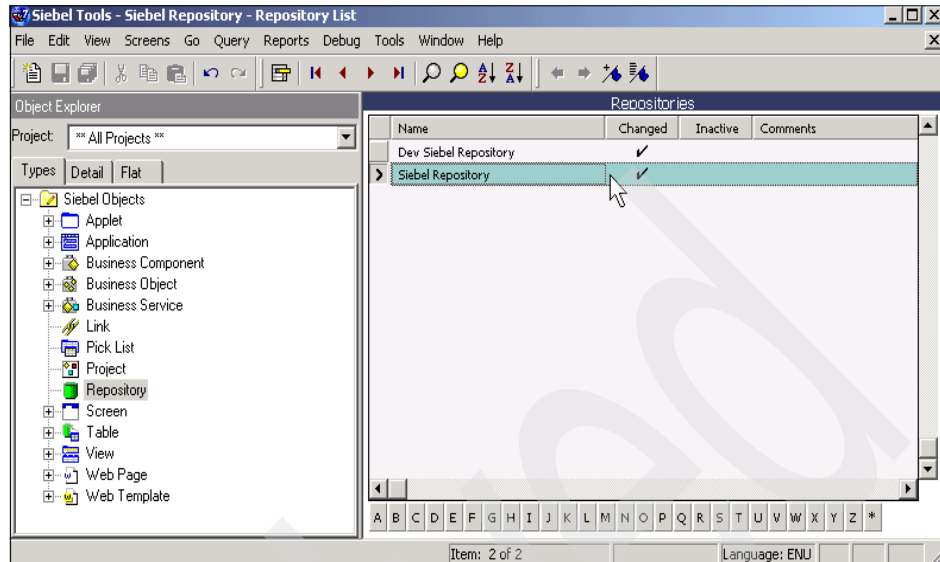 Siebel Tools - Siebel Repository - Repository List
File Edit View Screens Go Query Reports Debug Tools Window Help
Object Explorer
Repositories
Project: ** All Projects **
Types Detail Flat
Name Changed Inactive Comments
Dev Siebel Repository
Siebel Repository
Siebel Objects
Applet
Application
Business Component
Business Object
Business Service
Link
Pick List
Project
Repository
Screen
Table
View
Web Page
Web Template
A B C D E F G H I J K L M N O P Q R S T U V W X Y Z *
Item: 2 of 2
Language: ENU